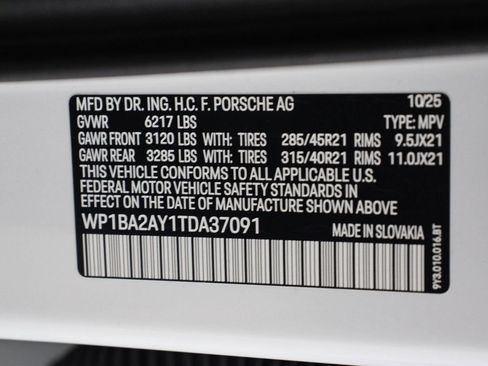 MFD BY DR. ING. H.C. F. PORSCHE AG 10/25
GVWR 6217 LBS TYPE: MPV
GAWR FRONT 3120 LBS WITH: TIRES 285/45R21 RIMS 9.5JX21
GAWR REAR 3285 LBS WITH: TIRES 315/40R21 RIMS 11.0JX21
THIS VEHICLE CONFORMS TO ALL APPLICABLE
FEDERAL MOTOR VEHICLE SAFETY STANDARDS IN
EFFECT ON THE DATE OF MANUFACTURE SHOWN ABOVE.
WP1BA2AY1TDA37091 MADE IN SLOVAKIA
9Y3.010.016.BT